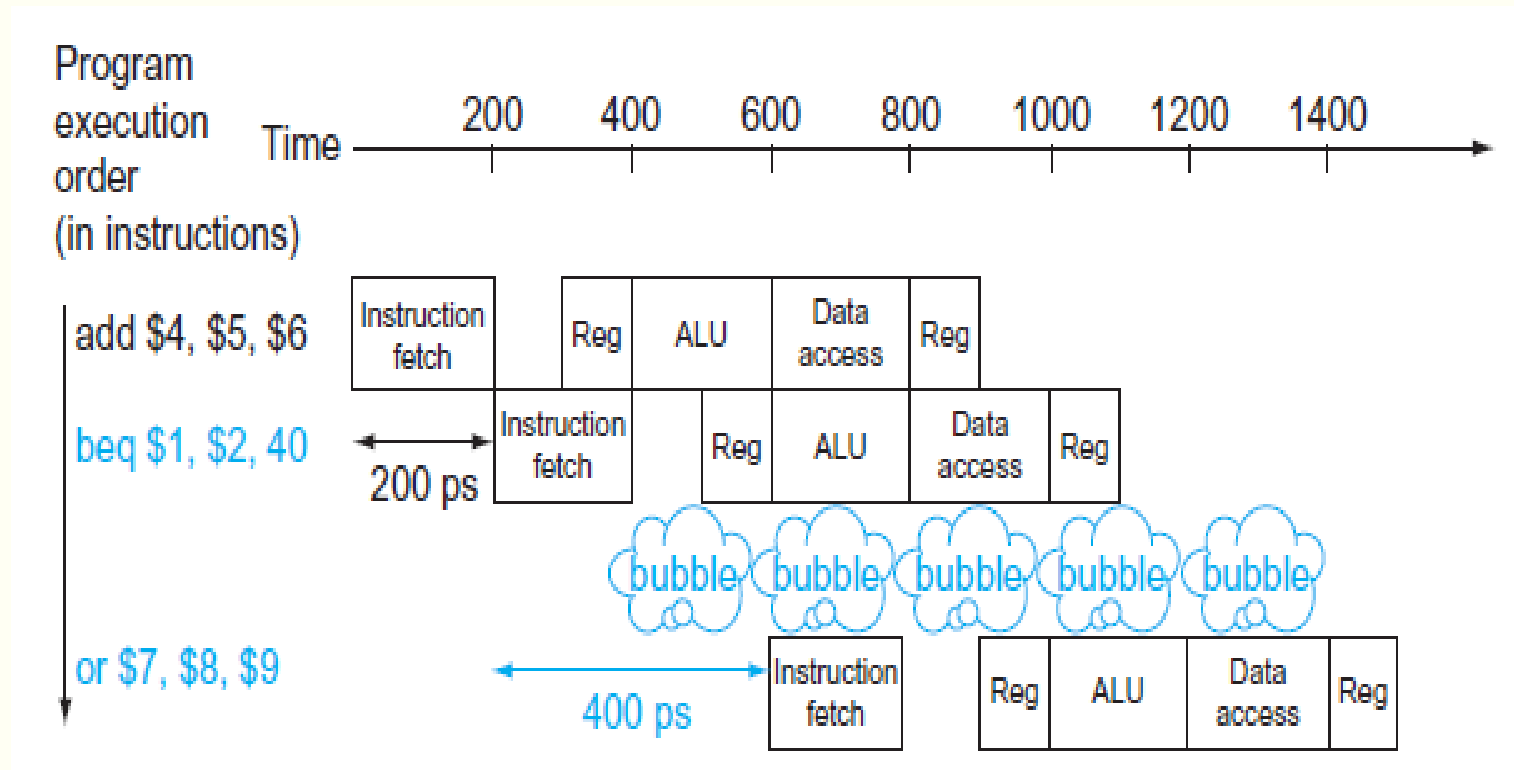 Program
execution
order
(in instructions)
Time
200 400 600 800 1000 1200 1400
add $4, $5, $6
Instruction
fetch
Reg
ALU
Data
access
Reg
beq $1, $2, 40
200 ps
Instruction
fetch
Reg
ALU
Data
access
Reg
bubble bubble bubble bubble bubble
or $7, $8, $9
400 ps
Instruction
fetch
Reg
ALU
Data
access
Reg